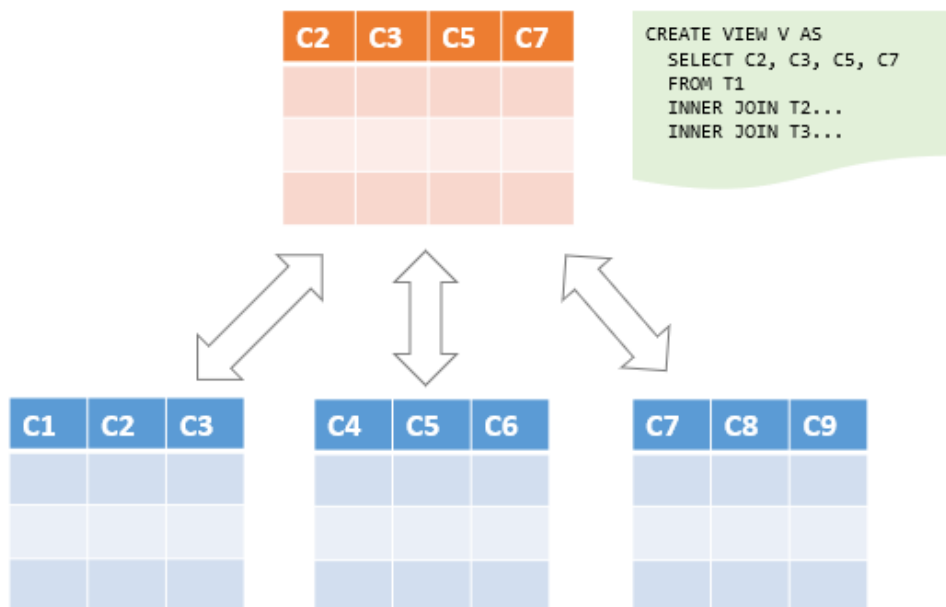 C2 C3 C5 C7
CREATE VIEW V AS
SELECT C2, C3, C5, C7
FROM T1
INNER JOIN T2...
INNER JOIN T3...
C1 C2 C3
C4 C5 C6
C7 C8 C9